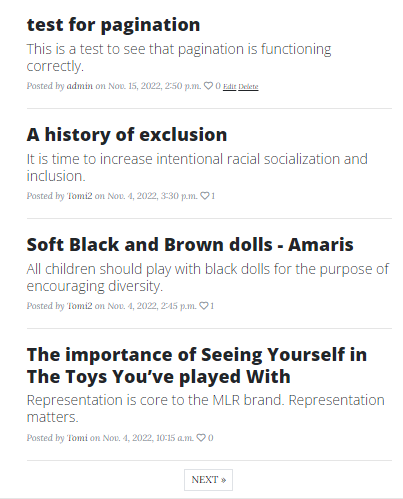 test for pagination
This is a test to see that pagination is functioning
correctly.
Posted by admin on Nov. 15, 2022, 2:50 p.m. ♡ 0 Edit Delete
A history of exclusion
It is time to increase intentional racial socialization and
inclusion.
Posted by Tomi2 on Nov. 4, 2022, 3:30 p.m. ♡ 1
Soft Black and Brown dolls - Amaris
All children should play with black dolls for the purpose of
encouraging diversity.
Posted by Tomi2 on Nov. 4, 2022, 2:45 p.m. ♡ 1
The importance of Seeing Yourself in
The Toys You’ve played With
Representation is core to the MLR brand. Representation
matters.
Posted by Tomi on Nov. 4, 2022, 10:15 a.m. ♡ 0
NEXT »